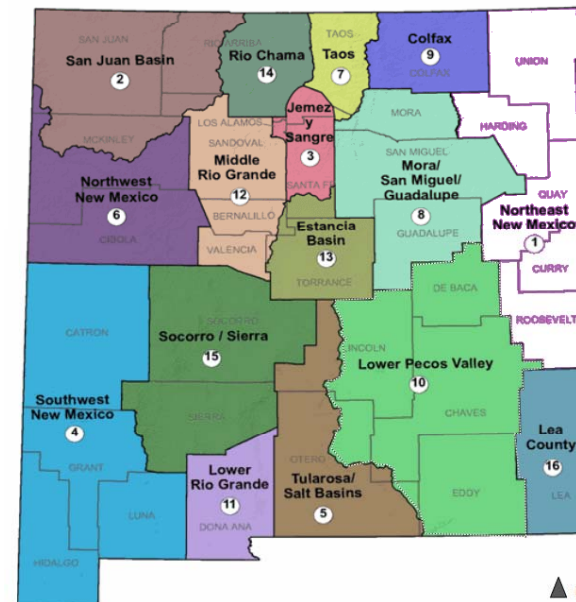 SAN JUAN
San Juan Basin
2
RIO ARRIBA
Rio Chama
14
TAOS
Taos
7
Colfax
9
COLFAX
UNION
MCKINLEY
LOS ALAMOS
SANDOVAL
Middle
Rio Grande
12
BERNALILLO
VALENCIA
Jemez
y
Sangre
3
SANTA FE
MORA
HARDING
SAN MIGUEL
Mora/
San Miguel/
Guadalupe
8
GUADALUPE
QUAY
Northeast
New Mexico
1
CURRY
ROOSEVELT
Northwest
New Mexico
6
CIBOLA
Estancia
Basin
13
TORRANCE
CATRON
SOCORRO
Socorro / Sierra
15
SIERRA
DE BACA
LINCOLN
Lower Pecos Valley
10
CHAVES
EDDY
Southwest
New Mexico
4
GRANT
LUNA
HIDALGO
Lower
Rio Grande
11
DONA ANA
OTERO
Tularosa/
Salt Basins
5
Lea
County
16
LEA